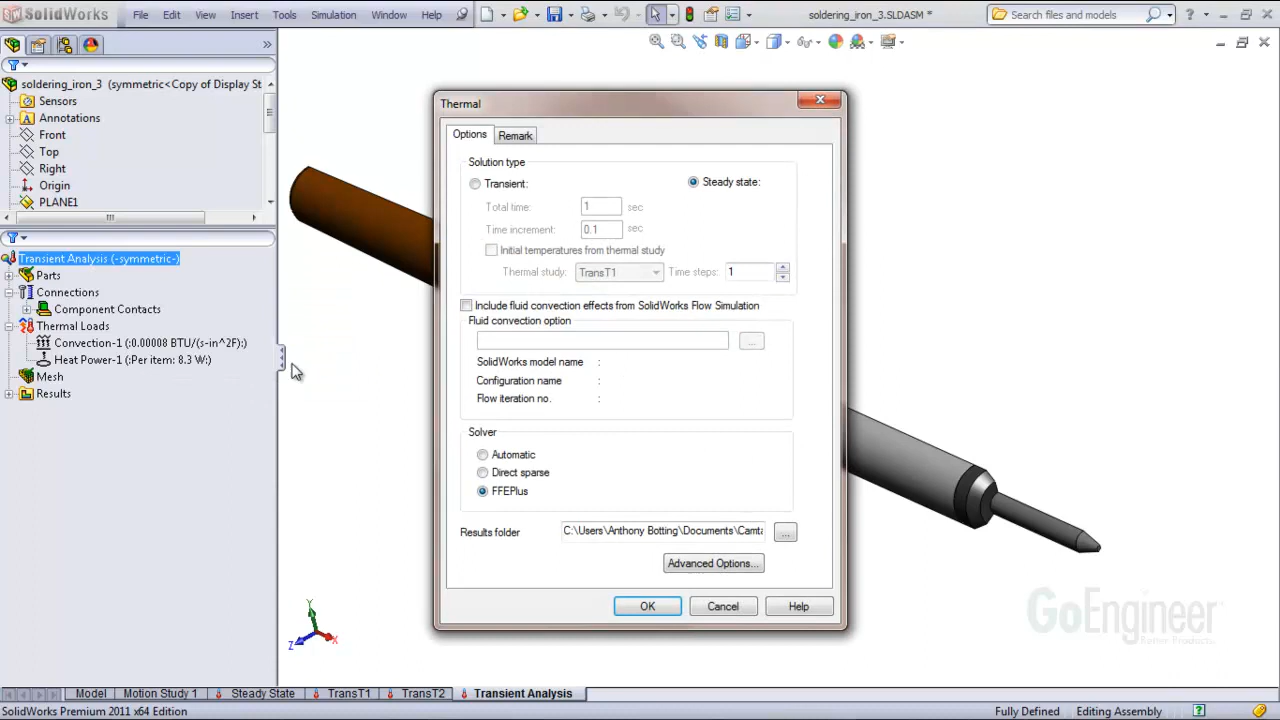 SolidWorks File Edit View Insert Tools Simulation Window Help soldering_iron_3.SLDASM * Search files and models
soldering_iron_3 (symmetric<Copy of Display St
Sensors
Annotations
Front
Top
Right
Origin
PLANE1
Transient Analysis (-symmetric-)
Parts
Connections
Component Contacts
Thermal Loads
Convection-1 (:0.00008 BTU/(s-in^2F):)
Heat Power-1 (:Per item: 8.3 W:)
Mesh
Results
Thermal
Options Remark
Solution type
Transient: Steady state:
Total time: 1 sec
Time increment: 0.1 sec
Initial temperatures from thermal study
Thermal study: TransT1 Time steps: 1
Include fluid convection effects from SolidWorks Flow Simulation
Fluid convection option
...
SolidWorks model name :
Configuration name :
Flow iteration no. :
Solver
Automatic
Direct sparse
FFEPlus
Results folder C:\Users\Anthony Botting\Documents\Camta ...
Advanced Options...
OK Cancel Help
Y
X
Z
GoEngineer
Better Products.
Model Motion Study 1 Steady State TransT1 TransT2 Transient Analysis
SolidWorks Premium 2011 x64 Edition Fully Defined Editing Assembly